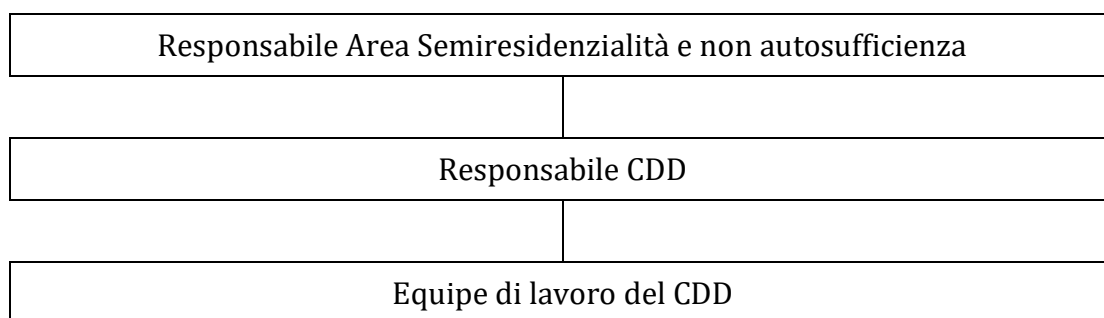 Responsabile Area Semiresidenzialità e non autosufficienza
Responsabile CDD
Equipe di lavoro del CDD